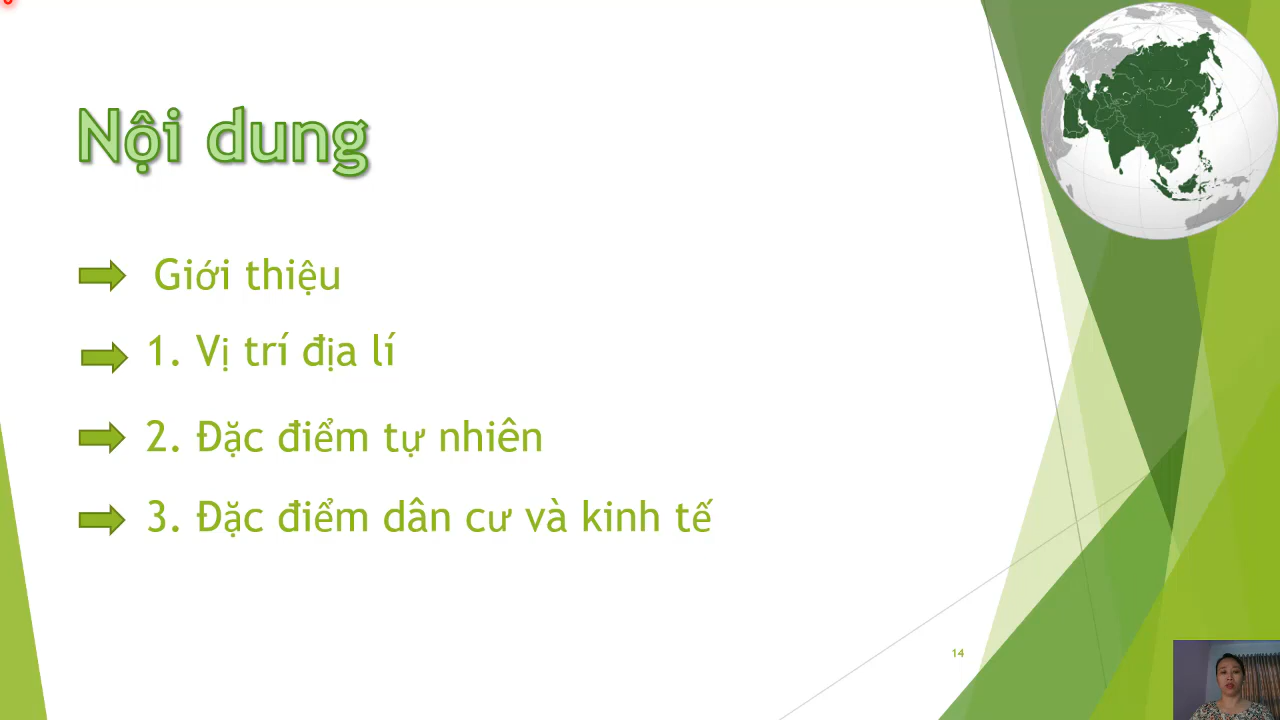 Nội dung
Giới thiệu
1. Vị trí địa lí
2. Đặc điểm tự nhiên
3. Đặc điểm dân cư và kinh tế
14